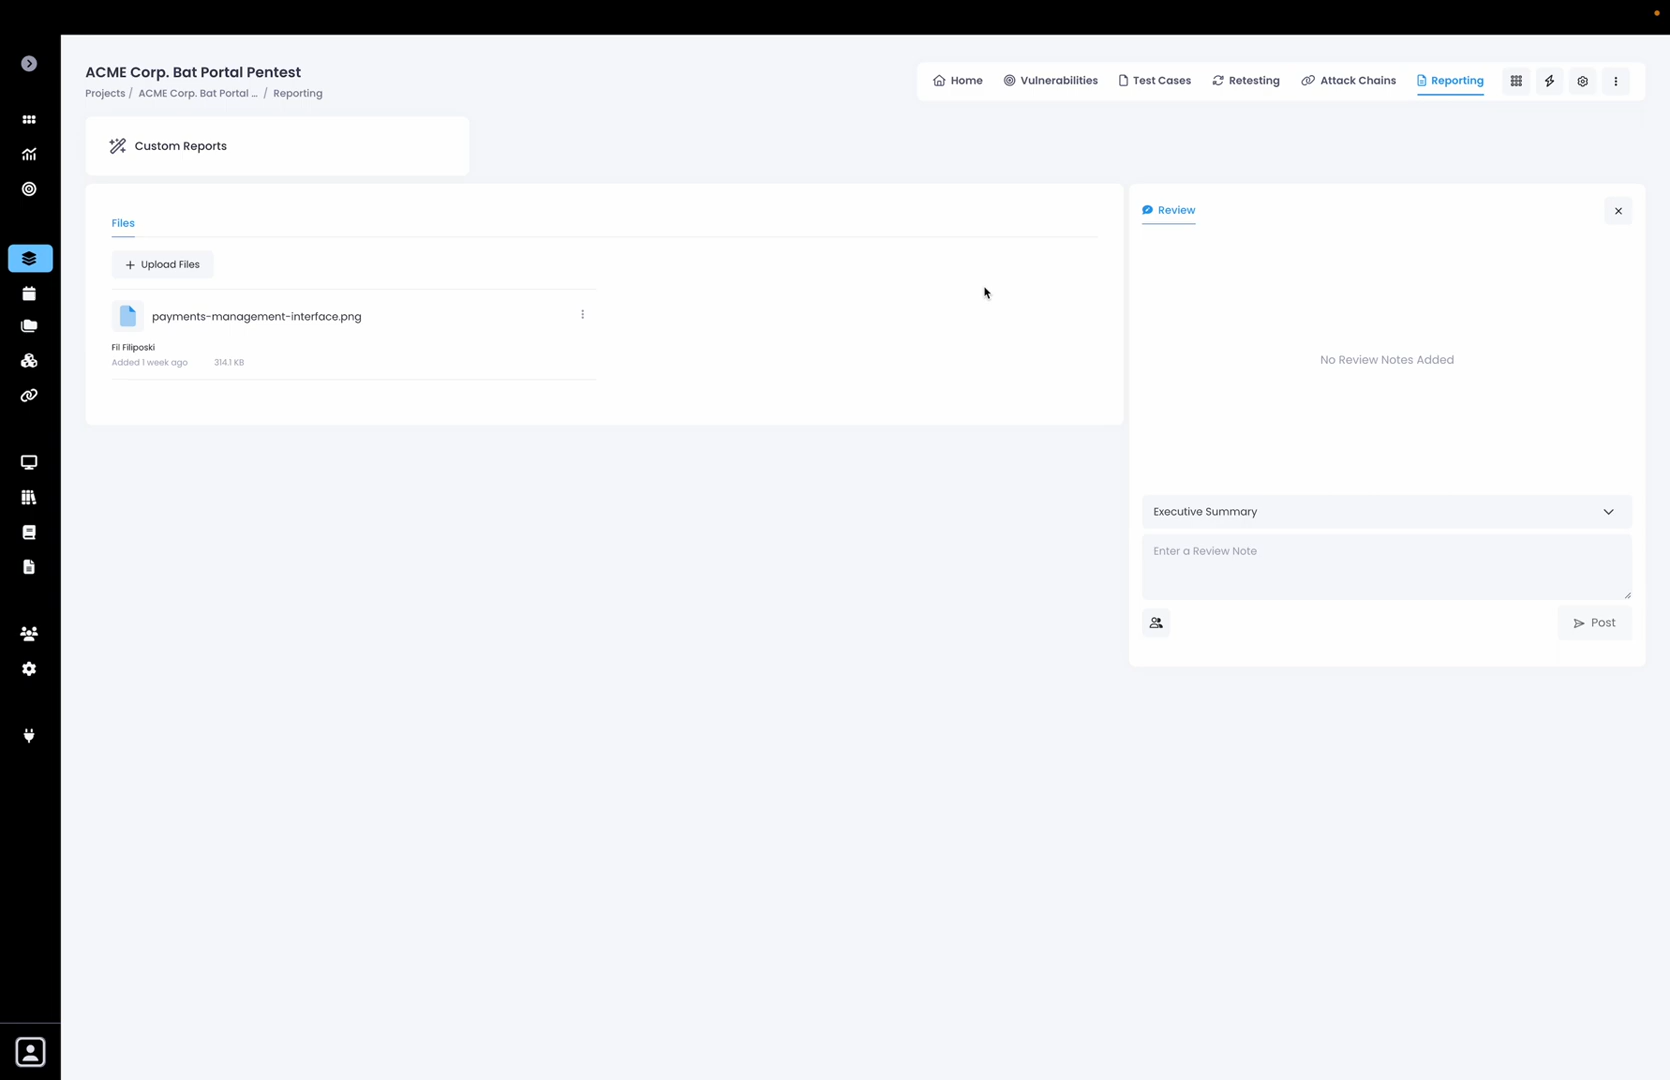 ACME Corp. Bat Portal Pentest
Projects / ACME Corp. Bat Portal ... / Reporting
Home Vulnerabilities Test Cases Retesting Attack Chains Reporting
Custom Reports
Files
Upload Files
payments-management-interface.png
Fil Filiposki
Added 1 week ago 314.1 KB
Review
No Review Notes Added
Executive Summary
Enter a Review Note
Post